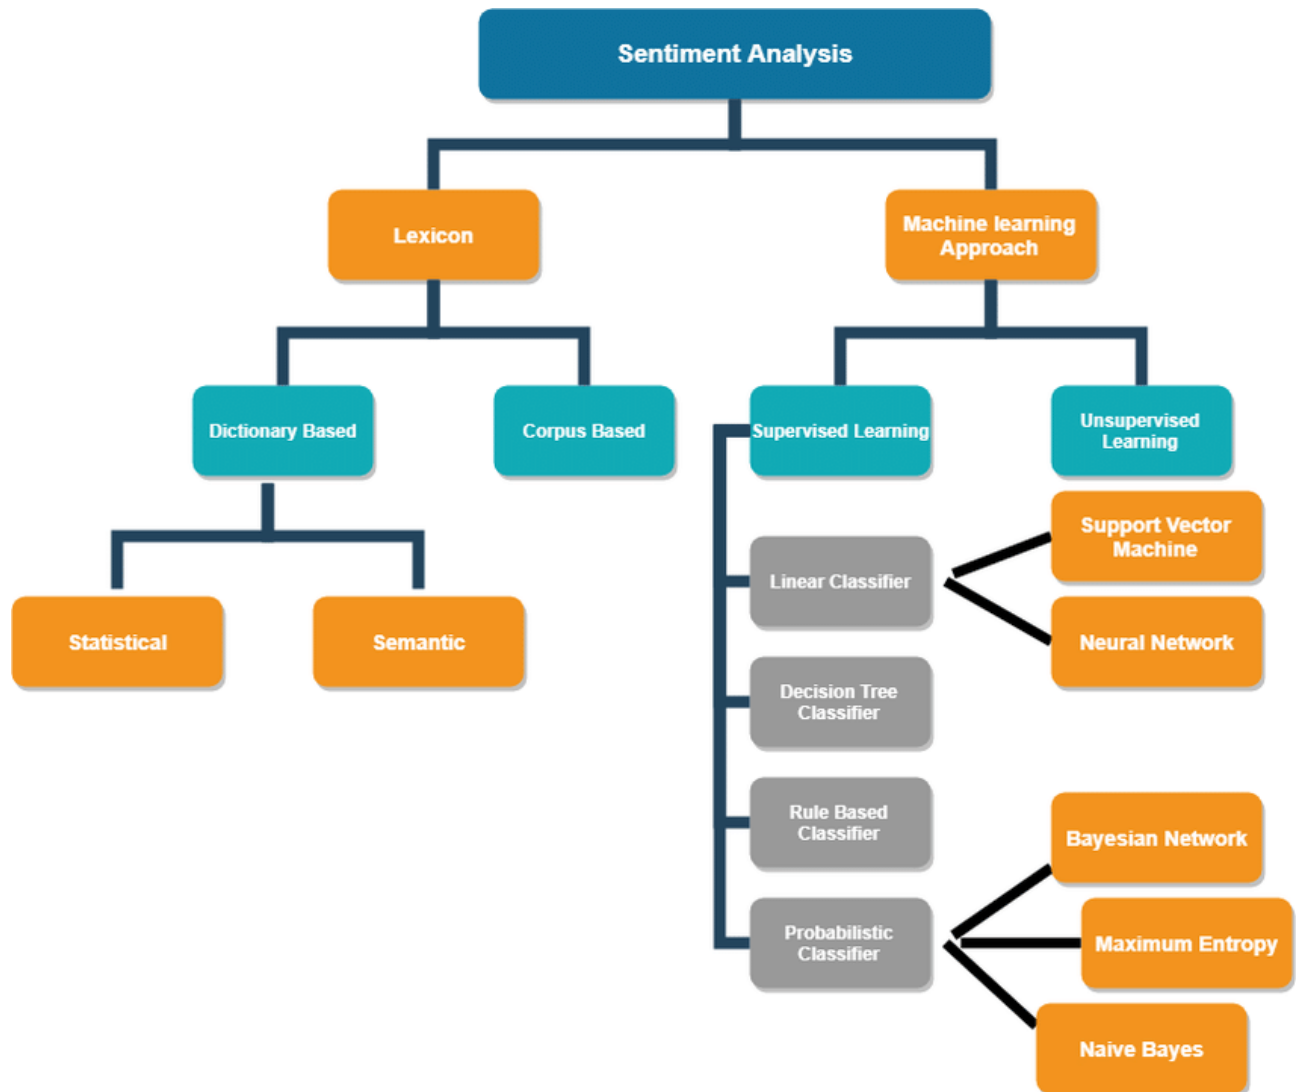 Sentiment Analysis
Lexicon
Machine learning
Approach
Dictionary Based
Corpus Based
Supervised Learning
Unsupervised
Learning
Support Vector
Machine
Linear Classifier
Neural Network
Statistical
Semantic
Decision Tree
Classifier
Rule Based
Classifier
Bayesian Network
Probabilistic
Classifier
Maximum Entropy
Naive Bayes